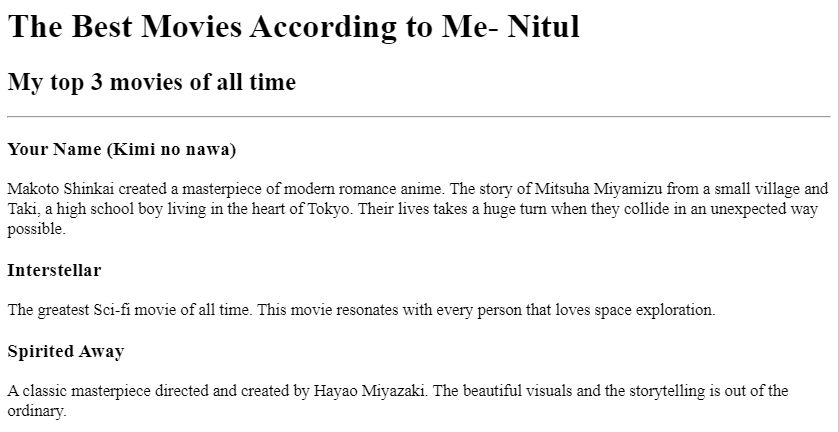 The Best Movies According to Me- Nitul
My top 3 movies of all time
Your Name (Kimi no nawa)
Makoto Shinkai created a masterpiece of modern romance anime. The story of Mitsuha Miyamizu from a small village and
Taki, a high school boy living in the heart of Tokyo. Their lives takes a huge turn when they collide in an unexpected way
possible.
Interstellar
The greatest Sci-fi movie of all time. This movie resonates with every person that loves space exploration.
Spirited Away
A classic masterpiece directed and created by Hayao Miyazaki. The beautiful visuals and the storytelling is out of the
ordinary.